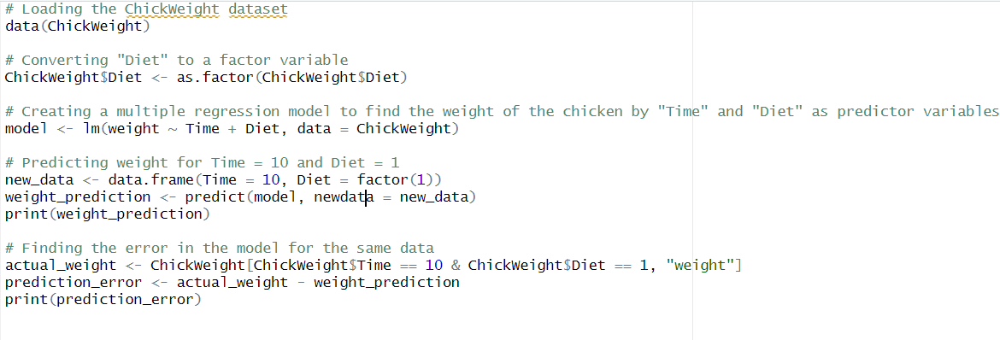 # Loading the ChickWeight dataset
data(ChickWeight)
# Converting "Diet" to a factor variable
ChickWeight$Diet <- as.factor(ChickWeight$Diet)
# Creating a multiple regression model to find the weight of the chicken by "Time" and "Diet" as predictor variables
model <- lm(weight ~ Time + Diet, data = ChickWeight)
# Predicting weight for Time = 10 and Diet = 1
new_data <- data.frame(Time = 10, Diet = factor(1))
weight_prediction <- predict(model, newdata = new_data)
print(weight_prediction)
# Finding the error in the model for the same data
actual_weight <- ChickWeight[ChickWeight$Time == 10 & ChickWeight$Diet == 1, "weight"]
prediction_error <- actual_weight - weight_prediction
print(prediction_error)